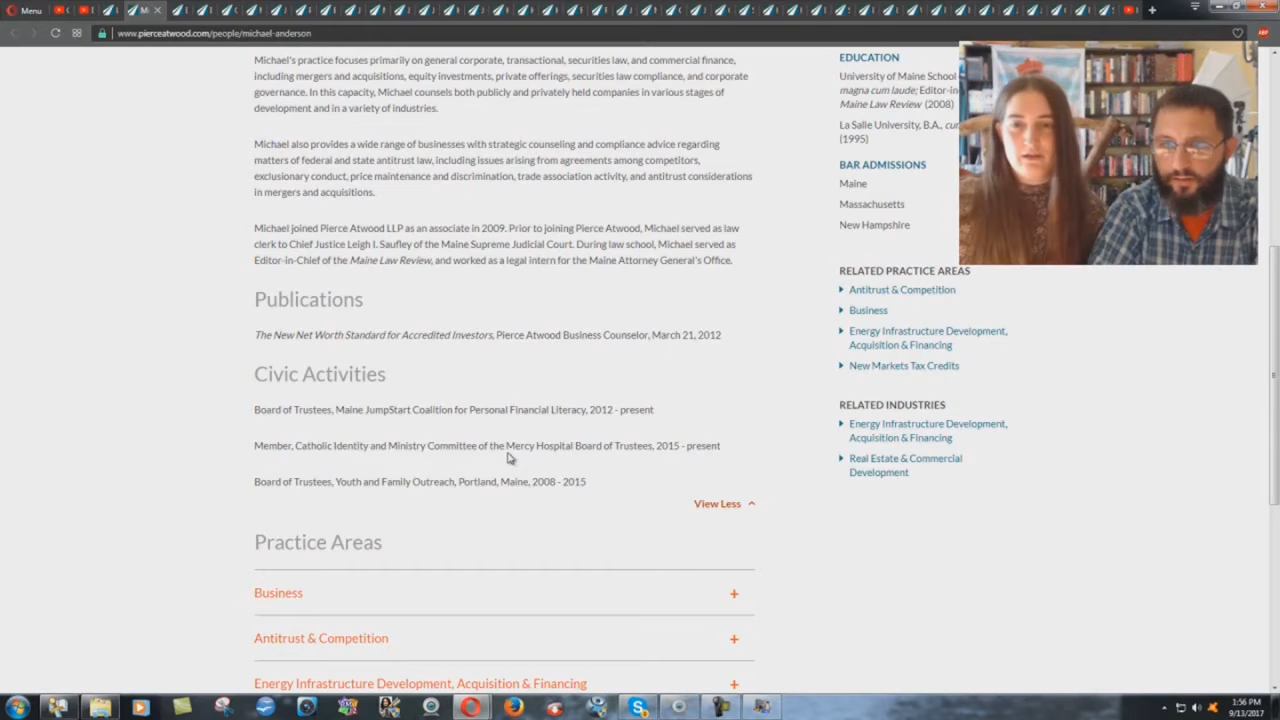 Menu
www.pierceatwood.com/people/michael-anderson
Michael's practice focuses primarily on general corporate, transactional, securities law, and commercial finance,
including mergers and acquisitions, equity investments, private offerings, securities law compliance, and corporate
governance. In this capacity, Michael counsels both publicly and privately held companies in various stages of
development and in a variety of industries.
Michael also provides a wide range of businesses with strategic counseling and compliance advice regarding
matters of federal and state antitrust law, including issues arising from agreements among competitors,
exclusionary conduct, price maintenance and discrimination, trade association activity, and antitrust considerations
in mergers and acquisitions.
Michael joined Pierce Atwood LLP as an associate in 2009. Prior to joining Pierce Atwood, Michael served as law
clerk to Chief Justice Leigh I. Saufley of the Maine Supreme Judicial Court. During law school, Michael served as
Editor-in-Chief of the Maine Law Review, and worked as a legal intern for the Maine Attorney General's Office.
Publications
The New Net Worth Standard for Accredited Investors, Pierce Atwood Business Counselor, March 21, 2012
Civic Activities
Board of Trustees, Maine JumpStart Coalition for Personal Financial Literacy, 2012 - present
Member, Catholic Identity and Ministry Committee of the Mercy Hospital Board of Trustees, 2015 - present
Board of Trustees, Youth and Family Outreach, Portland, Maine, 2008 - 2015
View Less
Practice Areas
Business +
Antitrust & Competition +
Energy Infrastructure Development, Acquisition & Financing +
EDUCATION
University of Maine School
magna cum laude; Editor-in-
Maine Law Review (2008)
La Salle University, B.A.,
(1995)
BAR ADMISSIONS
Maine
Massachusetts
New Hampshire
RELATED PRACTICE AREAS
Antitrust & Competition
Business
Energy Infrastructure Development,
Acquisition & Financing
New Markets Tax Credits
RELATED INDUSTRIES
Energy Infrastructure Development,
Acquisition & Financing
Real Estate & Commercial
Development
1:56 PM
9/13/2017